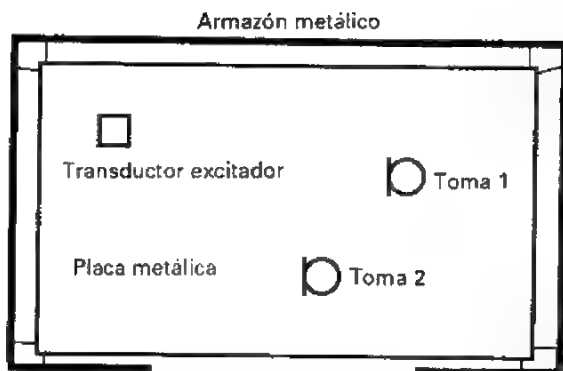 Armazón metálico
Transductor excitador
Toma 1
Placa metálica
Toma 2